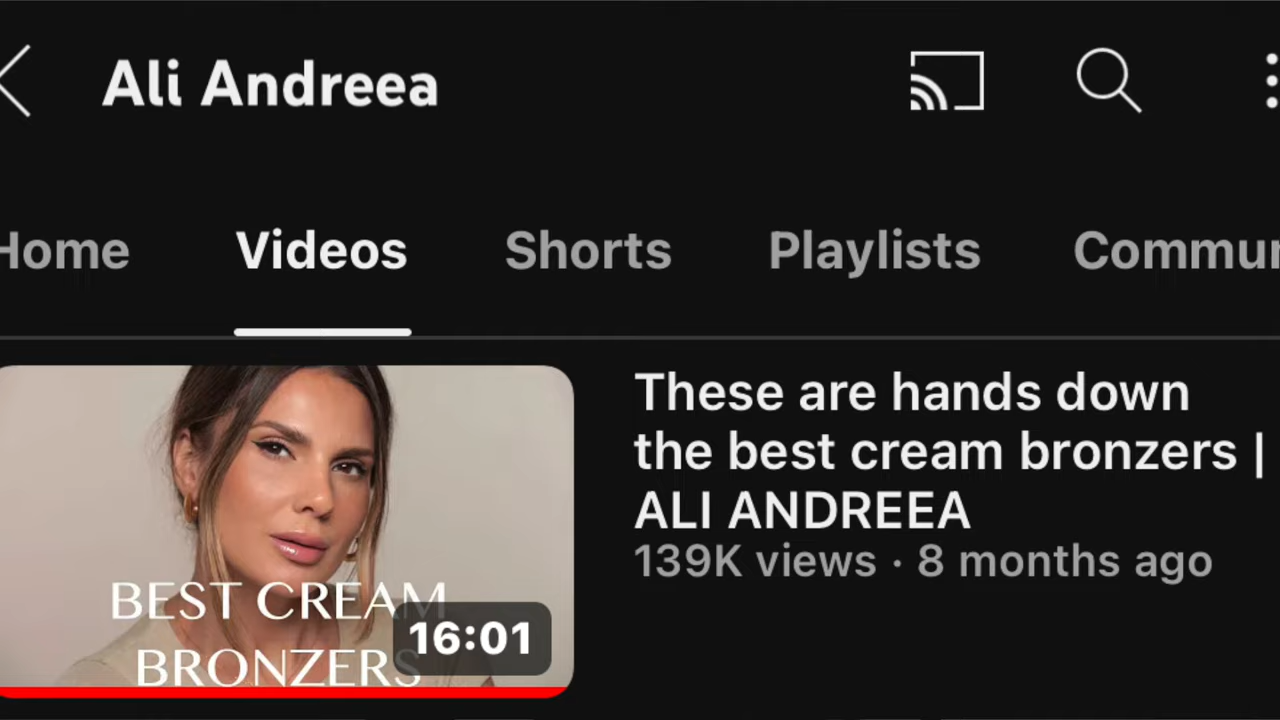 Ali Andreea
Home Videos Shorts Playlists Commun
These are hands down
the best cream bronzers |
ALI ANDREEA
139K views · 8 months ago
BEST CREAM
BRONZERS
16:01